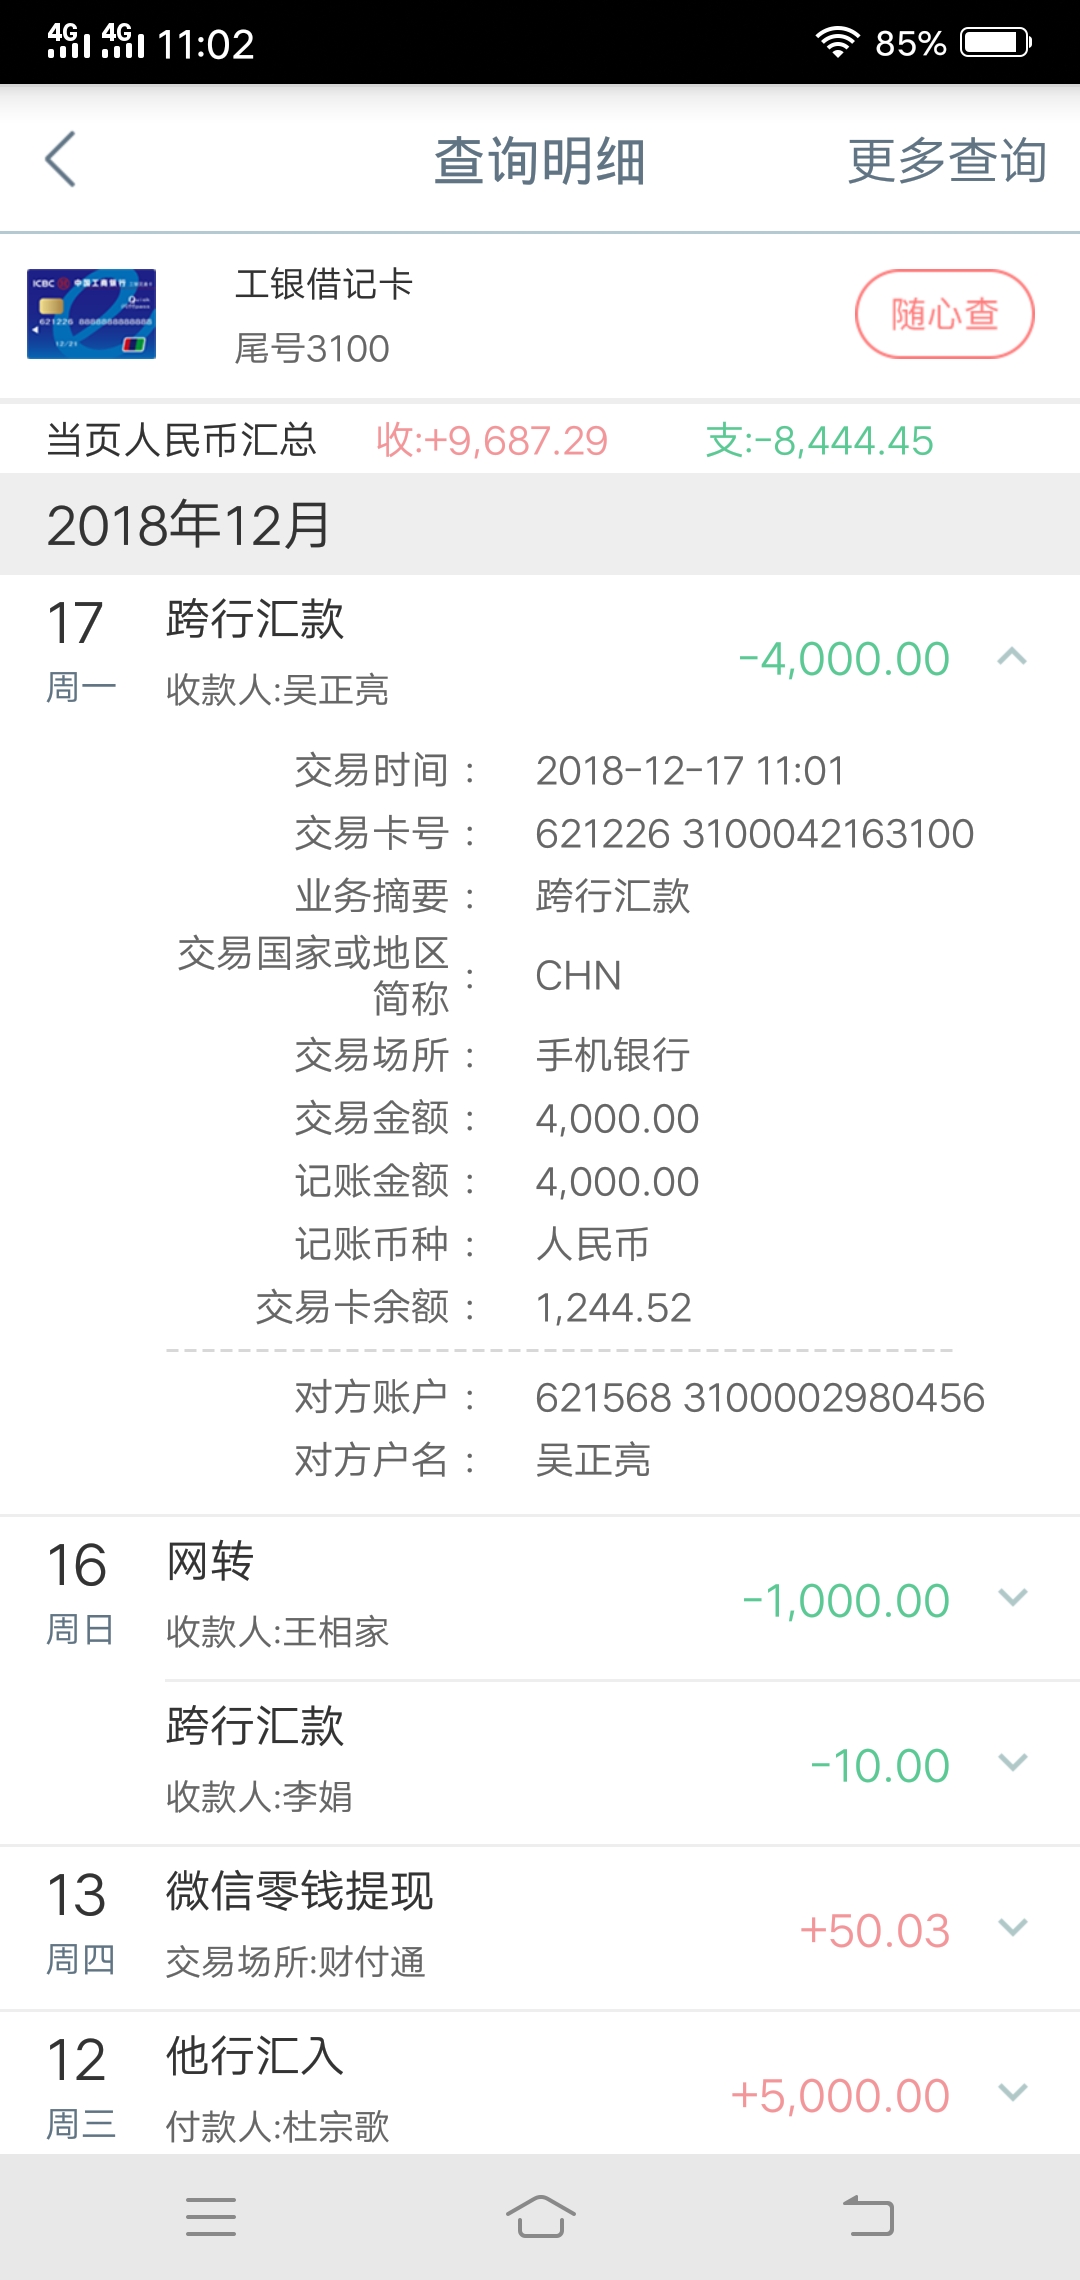 4G 4G 11:02 85%
查询明细 更多查询
ICBC 中国工商银行
工银借记卡
随心查
尾号3100
当页人民币汇总 收:+9,687.29 支:-8,444.45
2018年12月
17 跨行汇款
-4,000.00
周一 收款人:吴正亮
交易时间: 2018-12-17 11:01
交易卡号: 621226 3100042163100
业务摘要: 跨行汇款
交易国家或地区
简称: CHN
交易场所: 手机银行
交易金额: 4,000.00
记账金额: 4,000.00
记账币种: 人民币
交易卡余额: 1,244.52
对方账户: 621568 3100002980456
对方户名: 吴正亮
16 网转
-1,000.00
周日 收款人:王相家
跨行汇款
-10.00
收款人:李娟
13 微信零钱提现
+50.03
周四 交易场所:财付通
12 他行汇入
+5,000.00
周三 付款人:杜宗歌